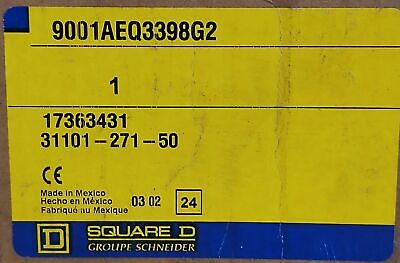 9001AEQ3398G2
1
17363431
31101-271-50
CE
Made in Mexico
Hecho en México
Fabriqué au Mexique
03 02
24
D SQUARE D
GROUPE SCHNEIDER